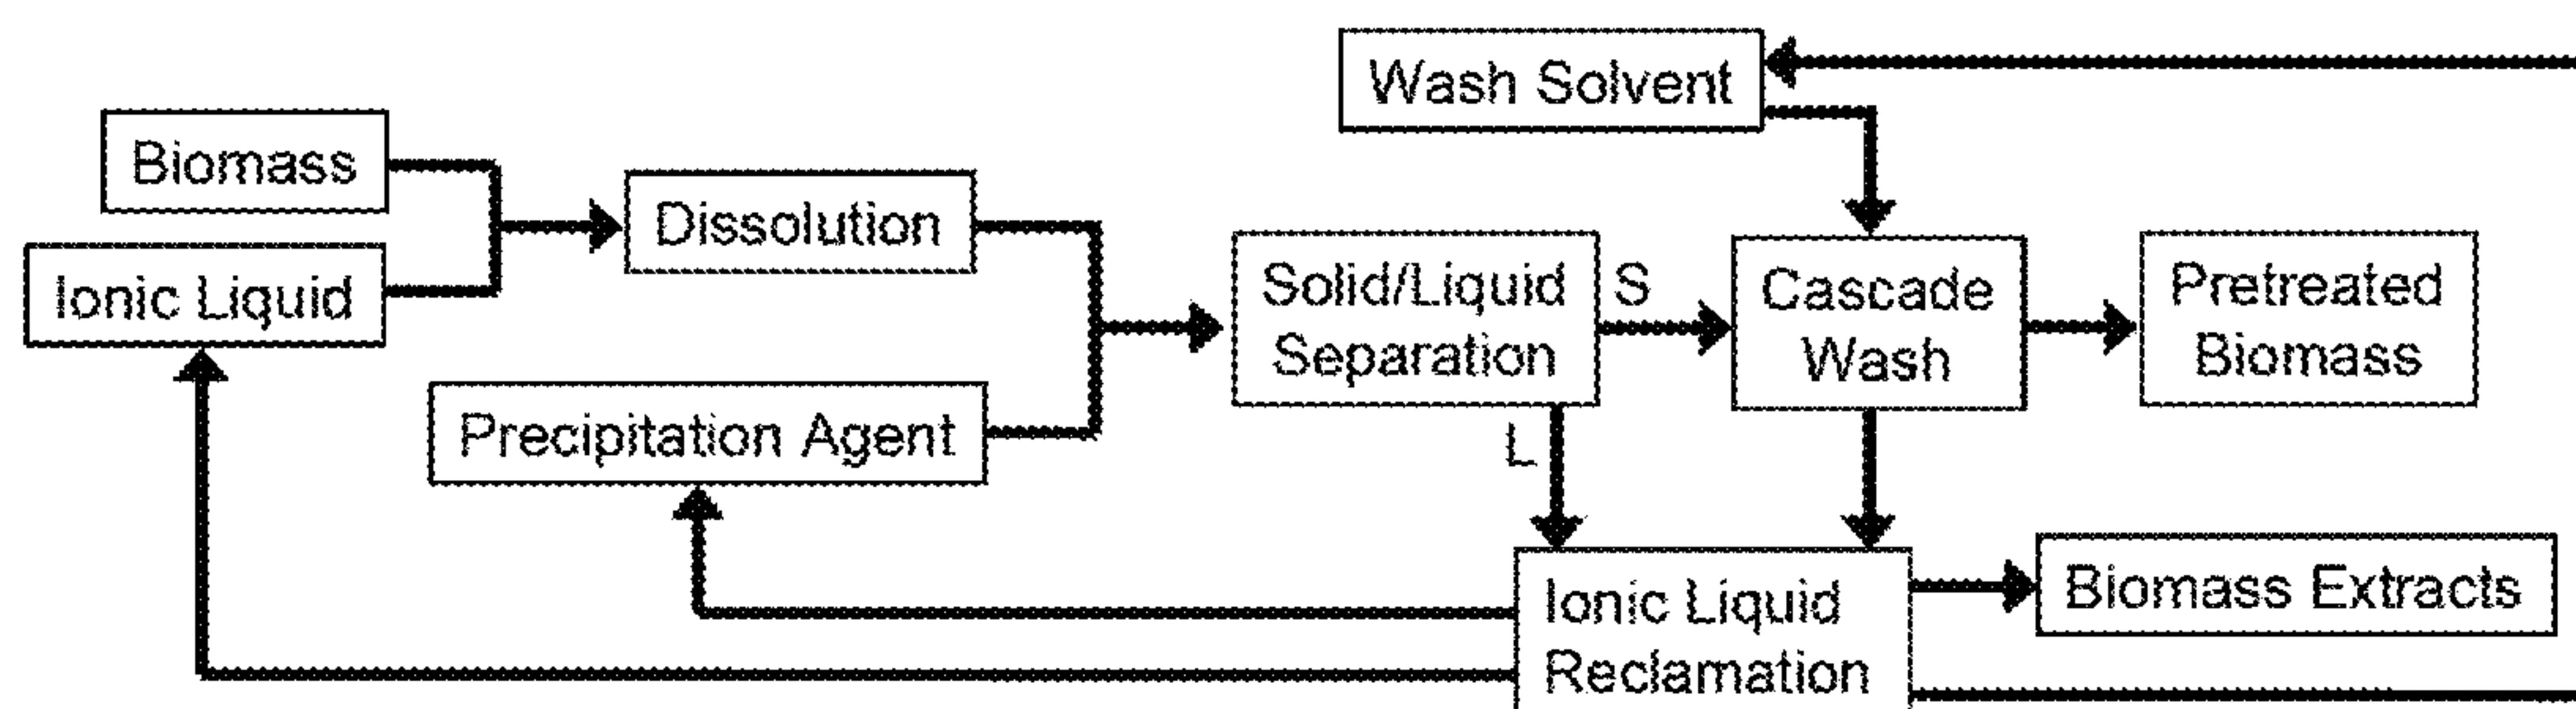 Wash Solvent
Biomass
Ionic Liquid
Dissolution
Precipitation Agent
Solid/Liquid
Separation
S
L
Cascade
Wash
Pretreated
Biomass
Ionic Liquid
Reclamation
Biomass Extracts